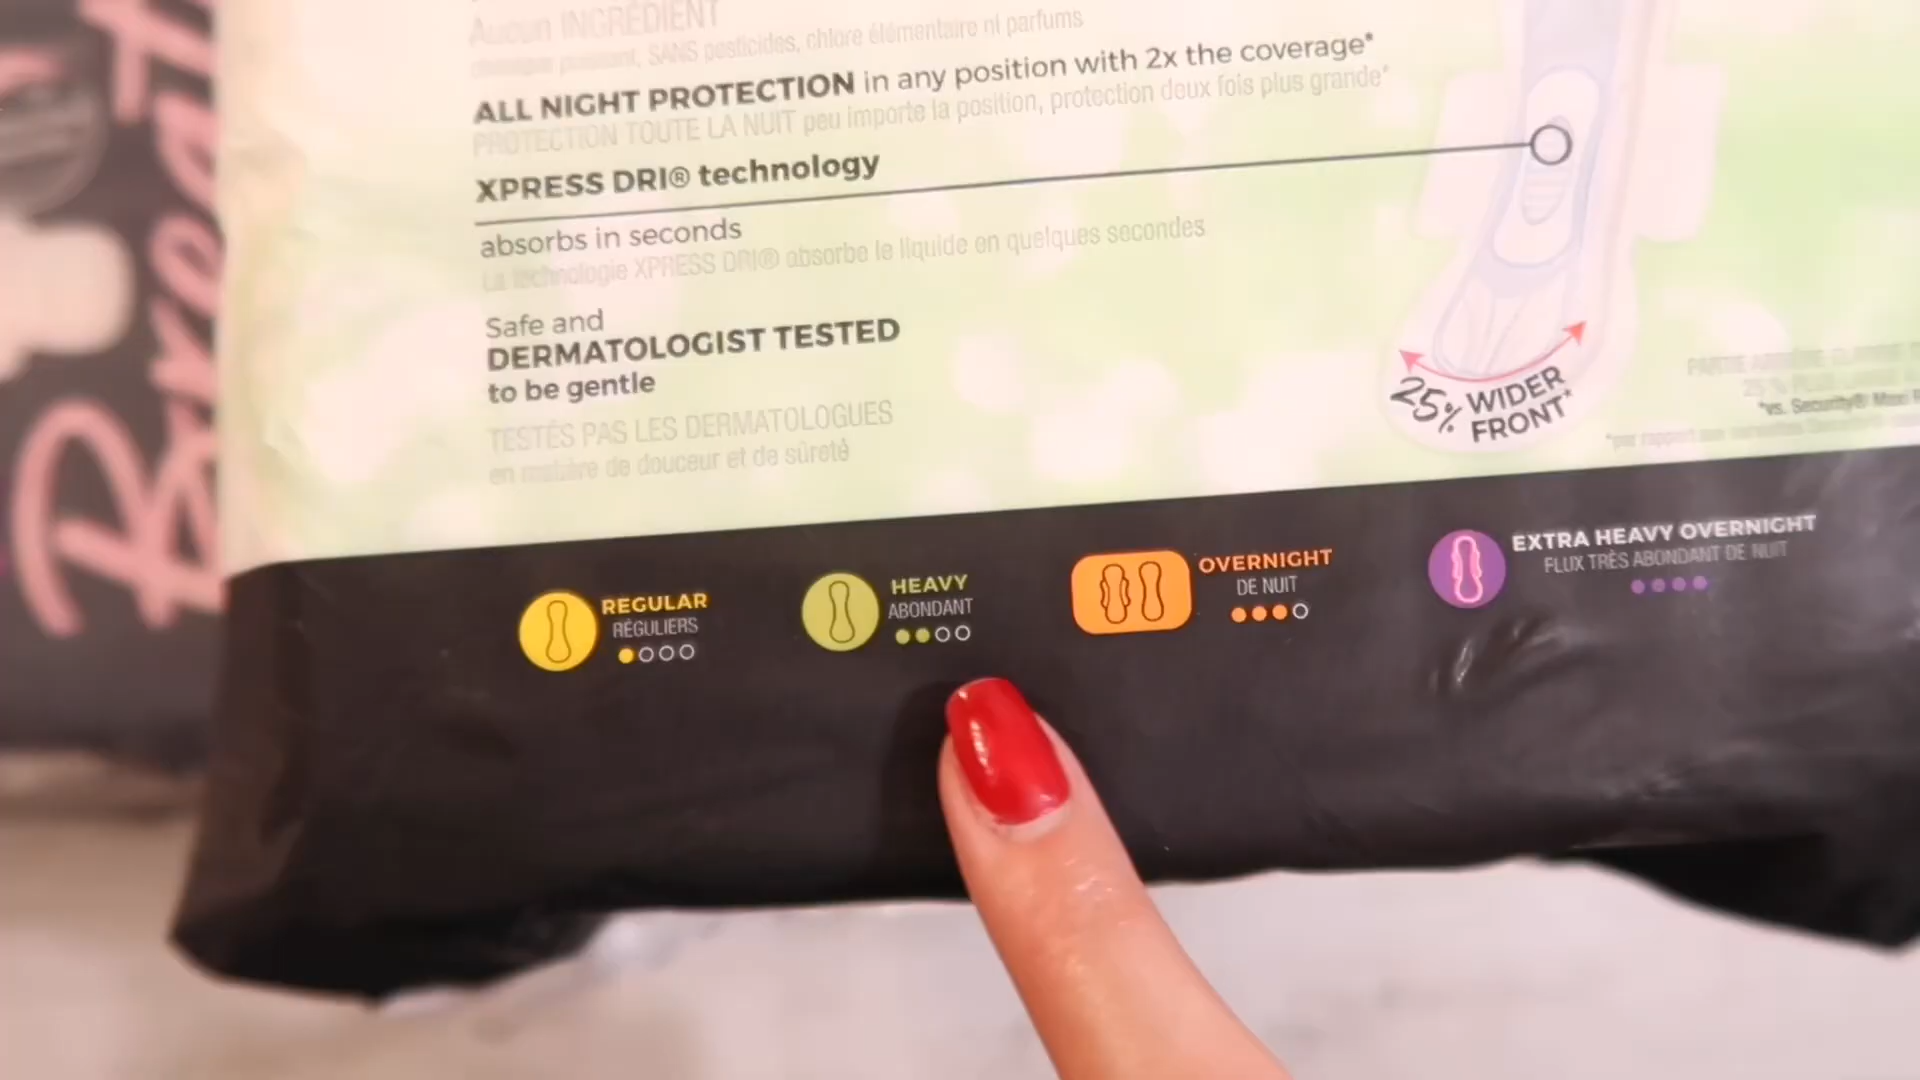 Aucun INGRÉDIENT
SANS pesticides, chlore élémentaire ni parfums
ALL NIGHT PROTECTION in any position with 2x the coverage*
PROTECTION TOUTE LA NUIT peu importe la position, protection deux fois plus grande*
XPRESS DRI® technology
absorbs in seconds
La technologie XPRESS DRI® absorbe le liquide en quelques secondes
Safe and
DERMATOLOGIST TESTED
to be gentle
TESTÉS PAS LES DERMATOLOGUES
en matière de douceur et de sûreté
25% WIDER
FRONT*
*vs. Security® Maxi
REGULAR
RÉGULIERS
HEAVY
ABONDANT
OVERNIGHT
DE NUIT
EXTRA HEAVY OVERNIGHT
FLUX TRÈS ABONDANT DE NUIT